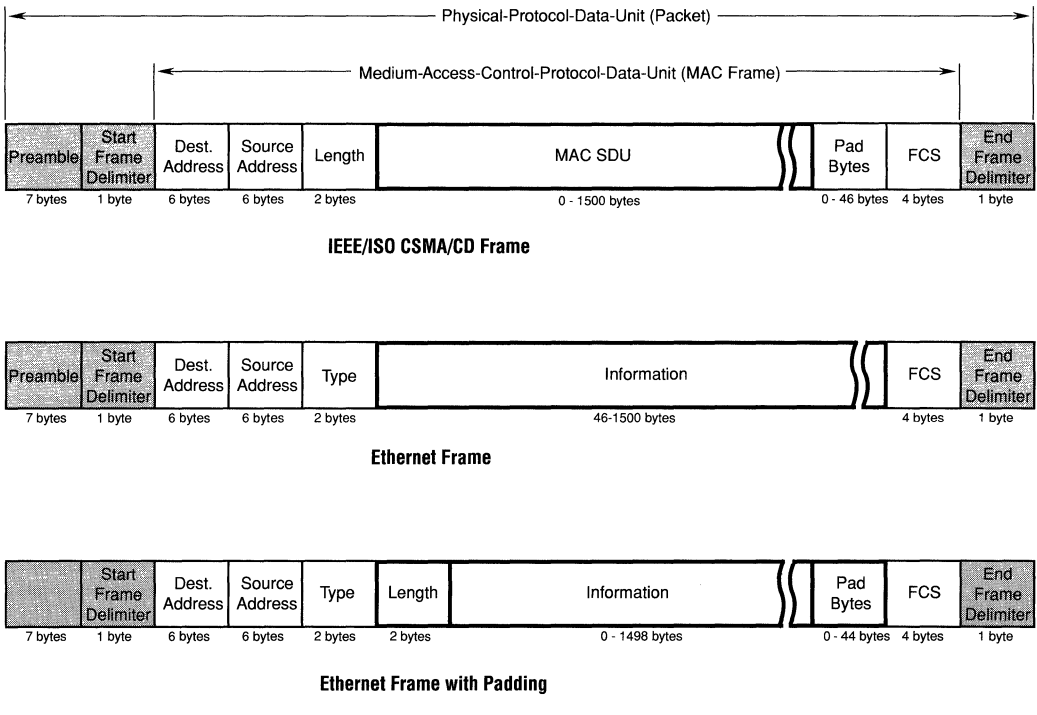 Physical-Protocol-Data-Unit (Packet)
Medium-Access-Control-Protocol-Data-Unit (MAC Frame)
Preamble
Start
Frame
Delimiter
Dest.
Address
Source
Address
Length
MAC SDU
Pad
Bytes
FCS
End
Frame
Delimiter
7 bytes
1 byte
6 bytes
6 bytes
2 bytes
0 - 1500 bytes
0 - 46 bytes
4 bytes
1 byte
IEEE/ISO CSMA/CD Frame
Preamble
Start
Frame
Delimiter
Dest.
Address
Source
Address
Type
Information
FCS
End
Frame
Delimiter
7 bytes
1 byte
6 bytes
6 bytes
2 bytes
46-1500 bytes
4 bytes
1 byte
Ethernet Frame
Start
Frame
Delimiter
Dest.
Address
Source
Address
Type
Length
Information
Pad
Bytes
FCS
End
Frame
Delimiter
7 bytes
1 byte
6 bytes
6 bytes
2 bytes
2 bytes
0 - 1498 bytes
0 - 44 bytes
4 bytes
1 byte
Ethernet Frame with Padding